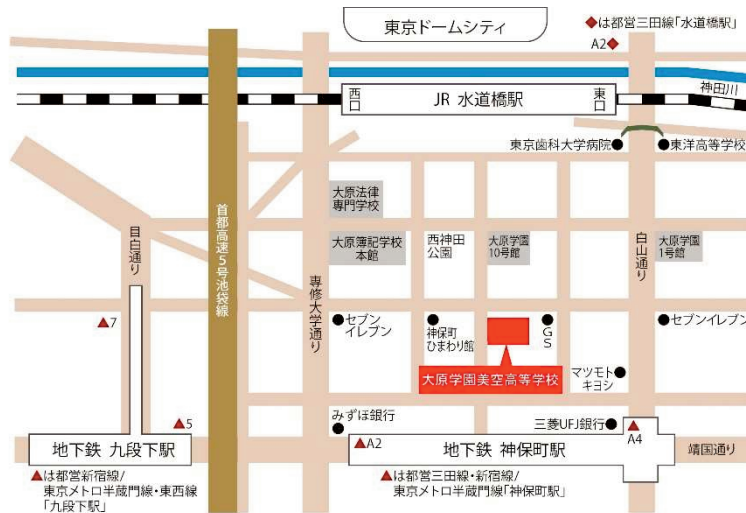 東京ドームシティ
◆は都営三田線「水道橋駅」
A2◆
神田川
西口
JR 水道橋駅
東口
東京歯科大学病院
東洋高等学校
大原法律
専門学校
大原簿記学校
本館
西神田
公園
大原学園
10号館
大原学園
1号館
目白通り
首都高速5号池袋線
専修大学通り
白山通り
▲7
セブン
イレブン
神保町
ひまわり館
GS
セブンイレブン
大原学園美空高等学校
マツモト
キヨシ
▲5
みずほ銀行
三菱UFJ銀行
地下鉄 九段下駅
▲A2
地下鉄 神保町駅
▲
A4
靖国通り
▲は都営新宿線/
東京メトロ半蔵門線・東西線
「九段下駅」
▲は都営三田線・新宿線/
東京メトロ半蔵門線「神保町駅」